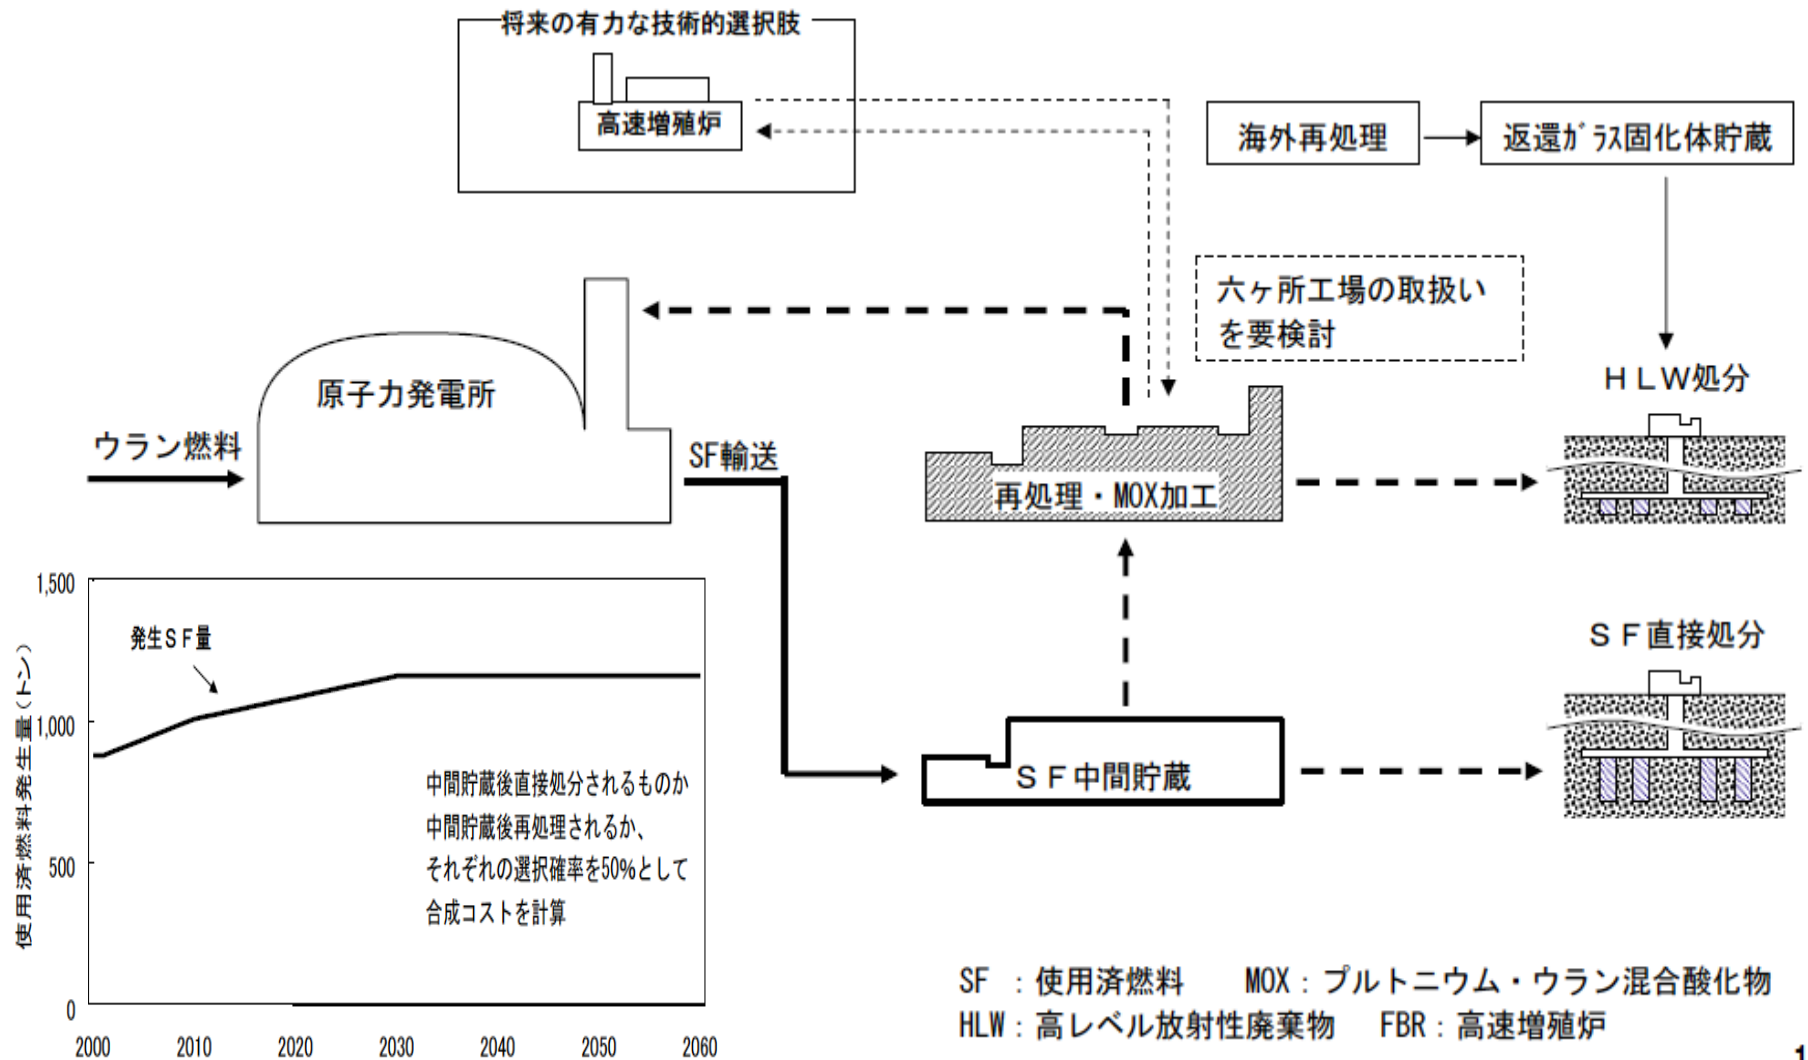 将来の有力な技術的選択肢
高速増殖炉
海外再処理
返還ｶﾞﾗｽ固化体貯蔵
六ヶ所工場の取扱い
を要検討
ＨＬＷ処分
原子力発電所
ウラン燃料
SF輸送
再処理・MOX加工
ＳＦ直接処分
ＳＦ中間貯蔵
使用済燃料発生量(トン)
1,500
1,000
500
0
発生ＳＦ量
中間貯蔵後直接処分されるものか
中間貯蔵後再処理されるか、
それぞれの選択確率を50%として
合成コストを計算
2000 2010 2020 2030 2040 2050 2060
SF ：使用済燃料 MOX：プルトニウム・ウラン混合酸化物
HLW：高レベル放射性廃棄物 FBR：高速増殖炉
1